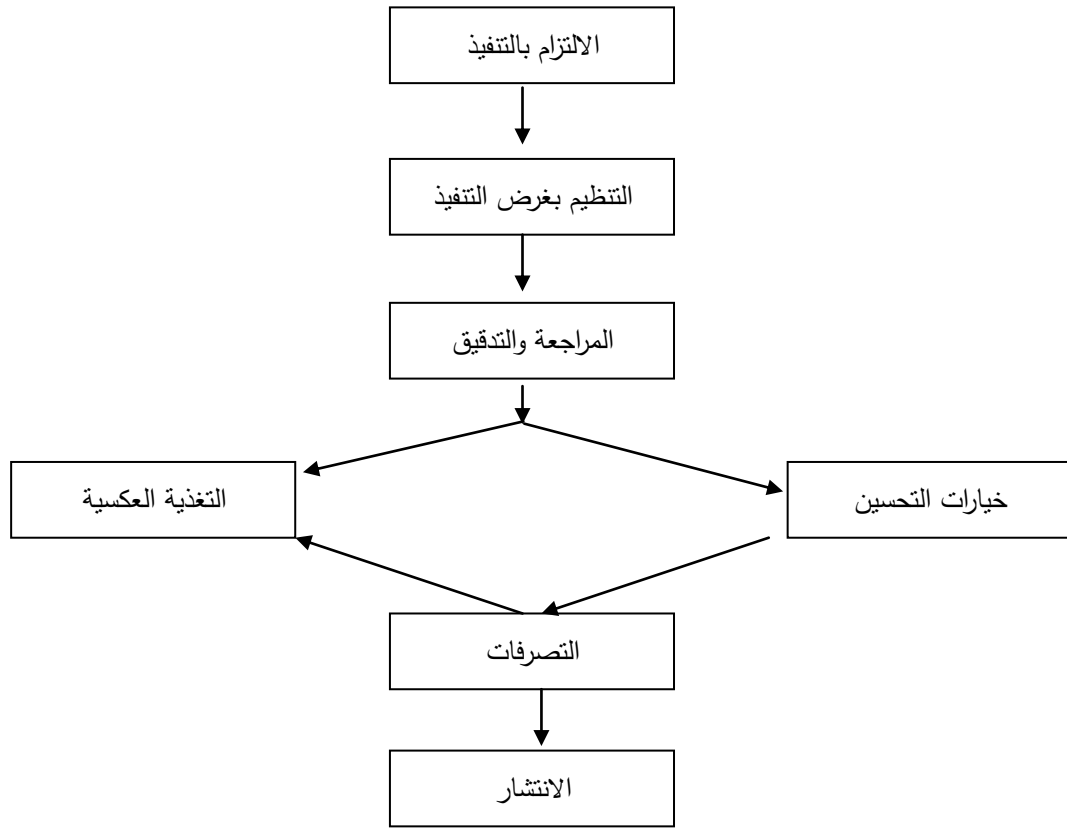 الالتزام بالتنفيذ
التنظيم بغرض التنفيذ
المراجعة والتدقيق
خيارات التحسين
التغذية العكسية
التصرفات
الانتشار